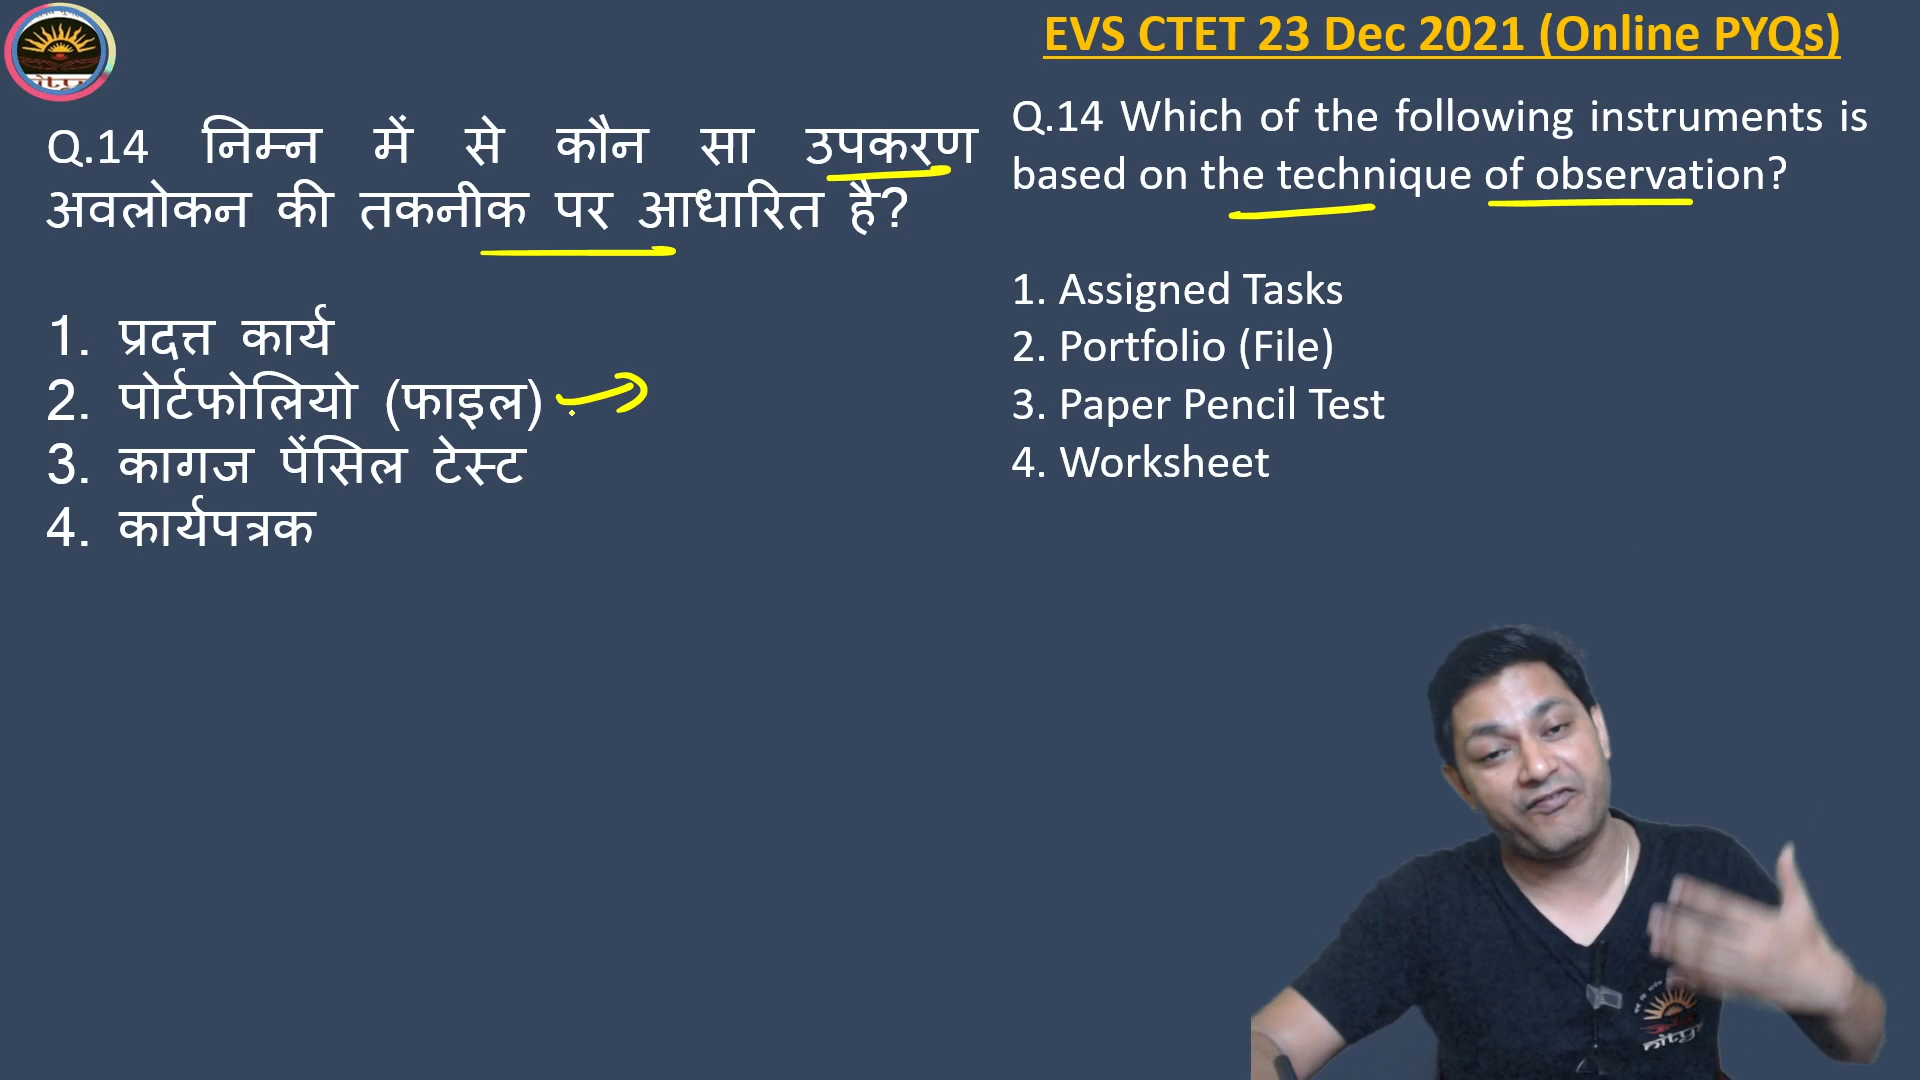 EVS CTET 23 Dec 2021 (Online PYQs)
Q.14 निम्न में से कौन सा उपकरण
अवलोकन की तकनीक पर आधारित है?
1. प्रदत्त कार्य
2. पोर्टफोलियो (फाइल)
3. कागज पेंसिल टेस्ट
4. कार्यपत्रक
Q.14 Which of the following instruments is
based on the technique of observation?
1. Assigned Tasks
2. Portfolio (File)
3. Paper Pencil Test
4. Worksheet
nitya